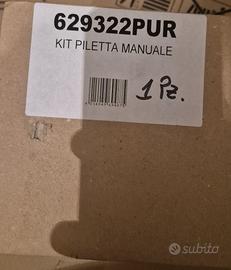 629322PUR
KIT PILETTA MANUALE
1 Pz.
subito